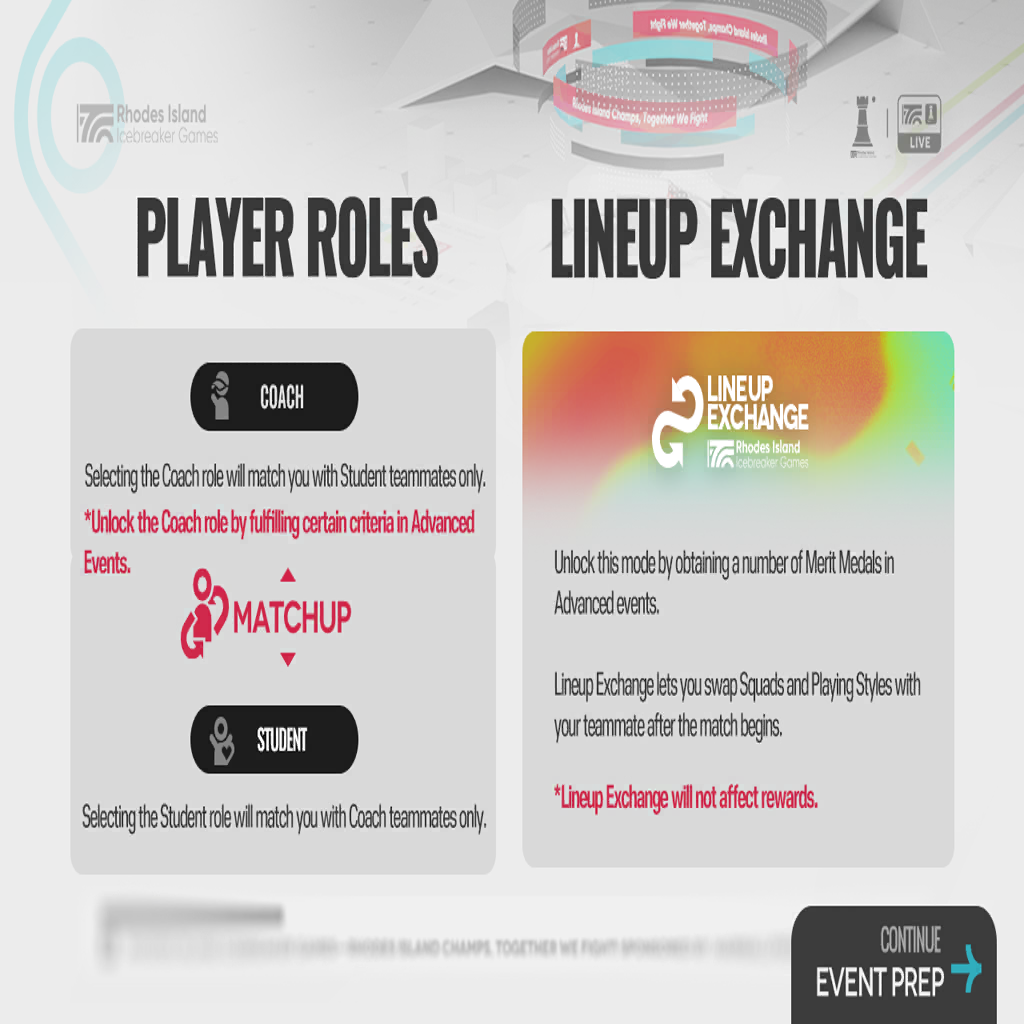 Rhodes Island Champs, Together We Fight
Rhodes Island Champs, Together We Fight
Rhodes Island
Icebreaker Games
LIVE
PLAYER ROLES
LINEUP EXCHANGE
COACH
Selecting the Coach role will match you with Student teammates only.
*Unlock the Coach role by fulfilling certain criteria in Advanced
Events.
MATCHUP
STUDENT
Selecting the Student role will match you with Coach teammates only.
LINEUP
EXCHANGE
Rhodes Island
Icebreaker Games
Unlock this mode by obtaining a number of Merit Medals in
Advanced events.
Lineup Exchange lets you swap Squads and Playing Styles with
your teammate after the match begins.
*Lineup Exchange will not affect rewards.
RHODES ISLAND CHAMPS, TOGETHER WE FIGHT
CONTINUE
EVENT PREP